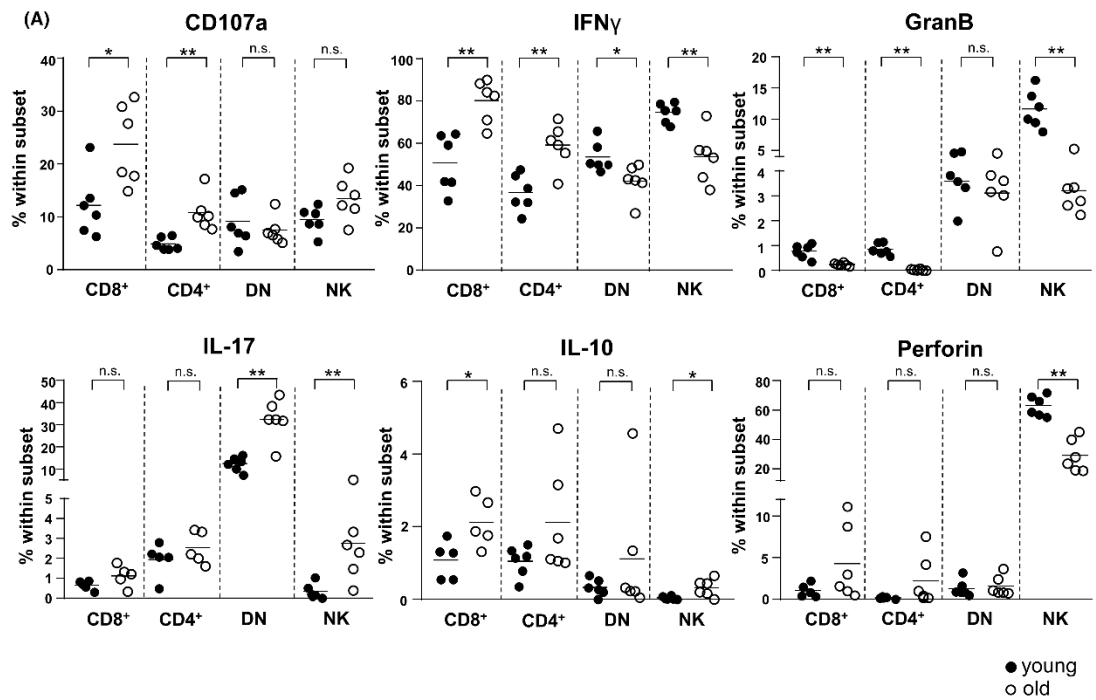 (A)
CD107a
IFNγ
GranB
* ** n.s. n.s.
** ** * **
** ** n.s. **
% within subset
40
30
20
10
0
CD8⁺ CD4⁺ DN NK
% within subset
100
80
60
40
20
0
CD8⁺ CD4⁺ DN NK
% within subset
20
15
10
5
4
3
2
1
0
CD8⁺ CD4⁺ DN NK
IL-17
IL-10
Perforin
n.s. n.s. ** **
* n.s. n.s. *
n.s. n.s. n.s. **
% within subset
50
40
30
20
10
5
4
3
2
1
0
CD8⁺ CD4⁺ DN NK
% within subset
6
4
2
0
CD8⁺ CD4⁺ DN NK
% within subset
80
60
40
20
10
5
0
CD8⁺ CD4⁺ DN NK
young
old